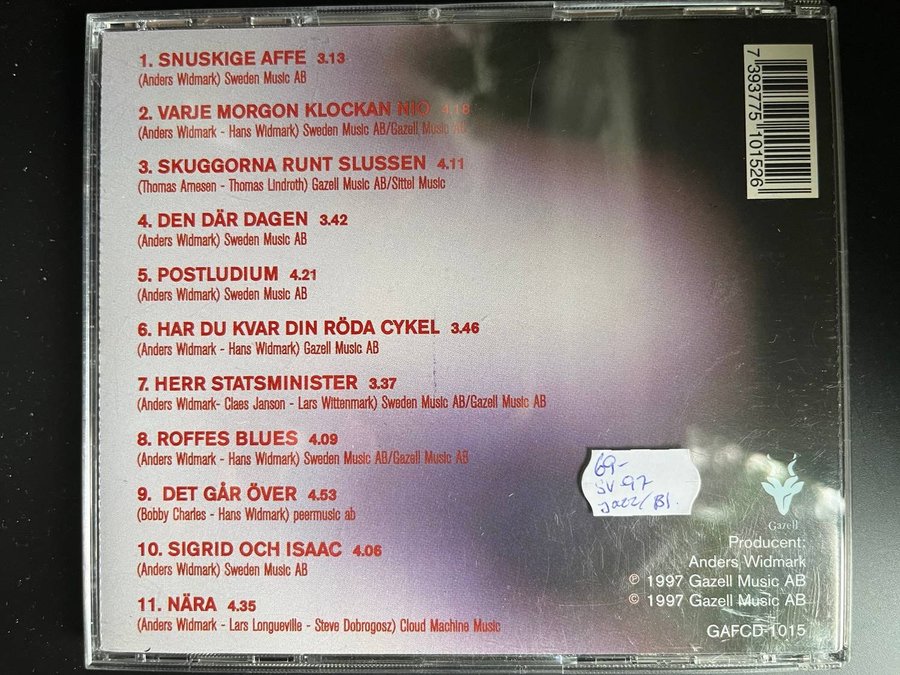 1. SNUSKIGE AFFE 3.13
(Anders Widmark) Sweden Music AB
2. VARJE MORGON KLOCKAN NIO 4.18
(Anders Widmark - Hans Widmark) Sweden Music AB/Gazell Music AB
3. SKUGGORNA RUNT SLUSSEN 4.11
(Thomas Arnesen - Thomas Lindroth) Gazell Music AB/Sittel Music
4. DEN DÄR DAGEN 3.42
(Anders Widmark) Sweden Music AB
5. POSTLUDIUM 4.21
(Anders Widmark) Sweden Music AB
6. HAR DU KVAR DIN RÖDA CYKEL 3.46
(Anders Widmark - Hans Widmark) Gazell Music AB
7. HERR STATSMINISTER 3.37
(Anders Widmark- Claes Janson - Lars Wittenmark) Sweden Music AB/Gazell Music AB
8. ROFFES BLUES 4.09
(Anders Widmark - Hans Widmark) Sweden Music AB/Gazell Music AB
9. DET GÅR ÖVER 4.53
(Bobby Charles - Hans Widmark) peermusic ab
10. SIGRID OCH ISAAC 4.06
(Anders Widmark) Sweden Music AB
11. NÄRA 4.35
(Anders Widmark - Lars Longueville - Steve Dobrogosz) Cloud Machine Music
7 393775 101526
69-
SV 97
Jazz/Bl.
Gazell
Producent:
Anders Widmark
℗ 1997 Gazell Music AB
© 1997 Gazell Music AB
GAFCD-1015